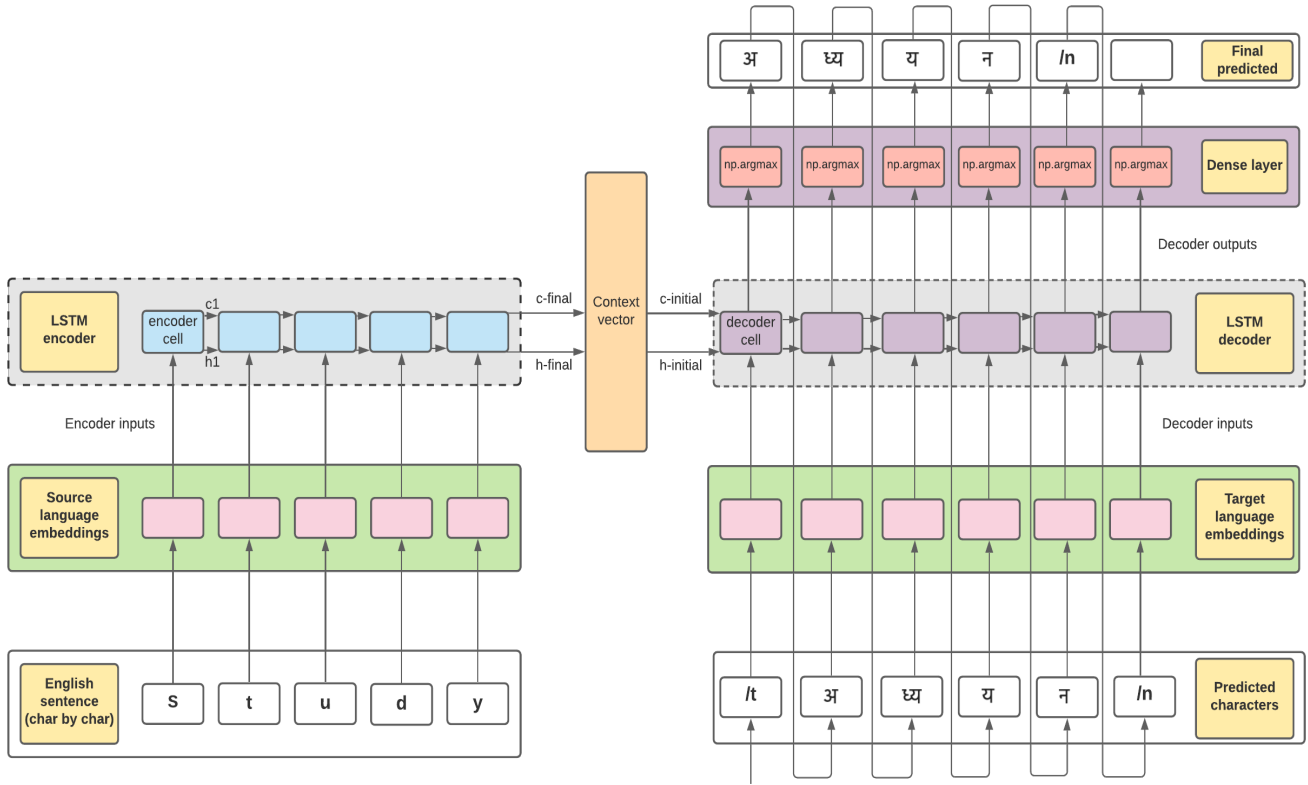 अ ध्य य न /n
Final
predicted
np.argmax np.argmax np.argmax np.argmax np.argmax np.argmax
Dense layer
Decoder outputs
LSTM
encoder
encoder
cell
c1
h1
c-final
h-final
Context
vector
c-initial
h-initial
decoder
cell
LSTM
decoder
Encoder inputs
Decoder inputs
Source
language
embeddings
Target
language
embeddings
English
sentence
(char by char)
S t u d y
/t अ ध्य य न /n
Predicted
characters